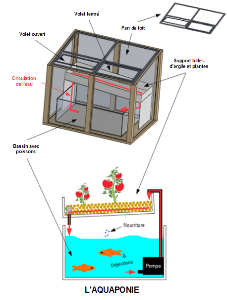 Volet fermé
Volet ouvert
Pan de toit
Circulation
de l'eau
Support billes
d'argile et plantes
Bassin avec
poissons
Nourriture
Déjections
Pompe
L'AQUAPONIE